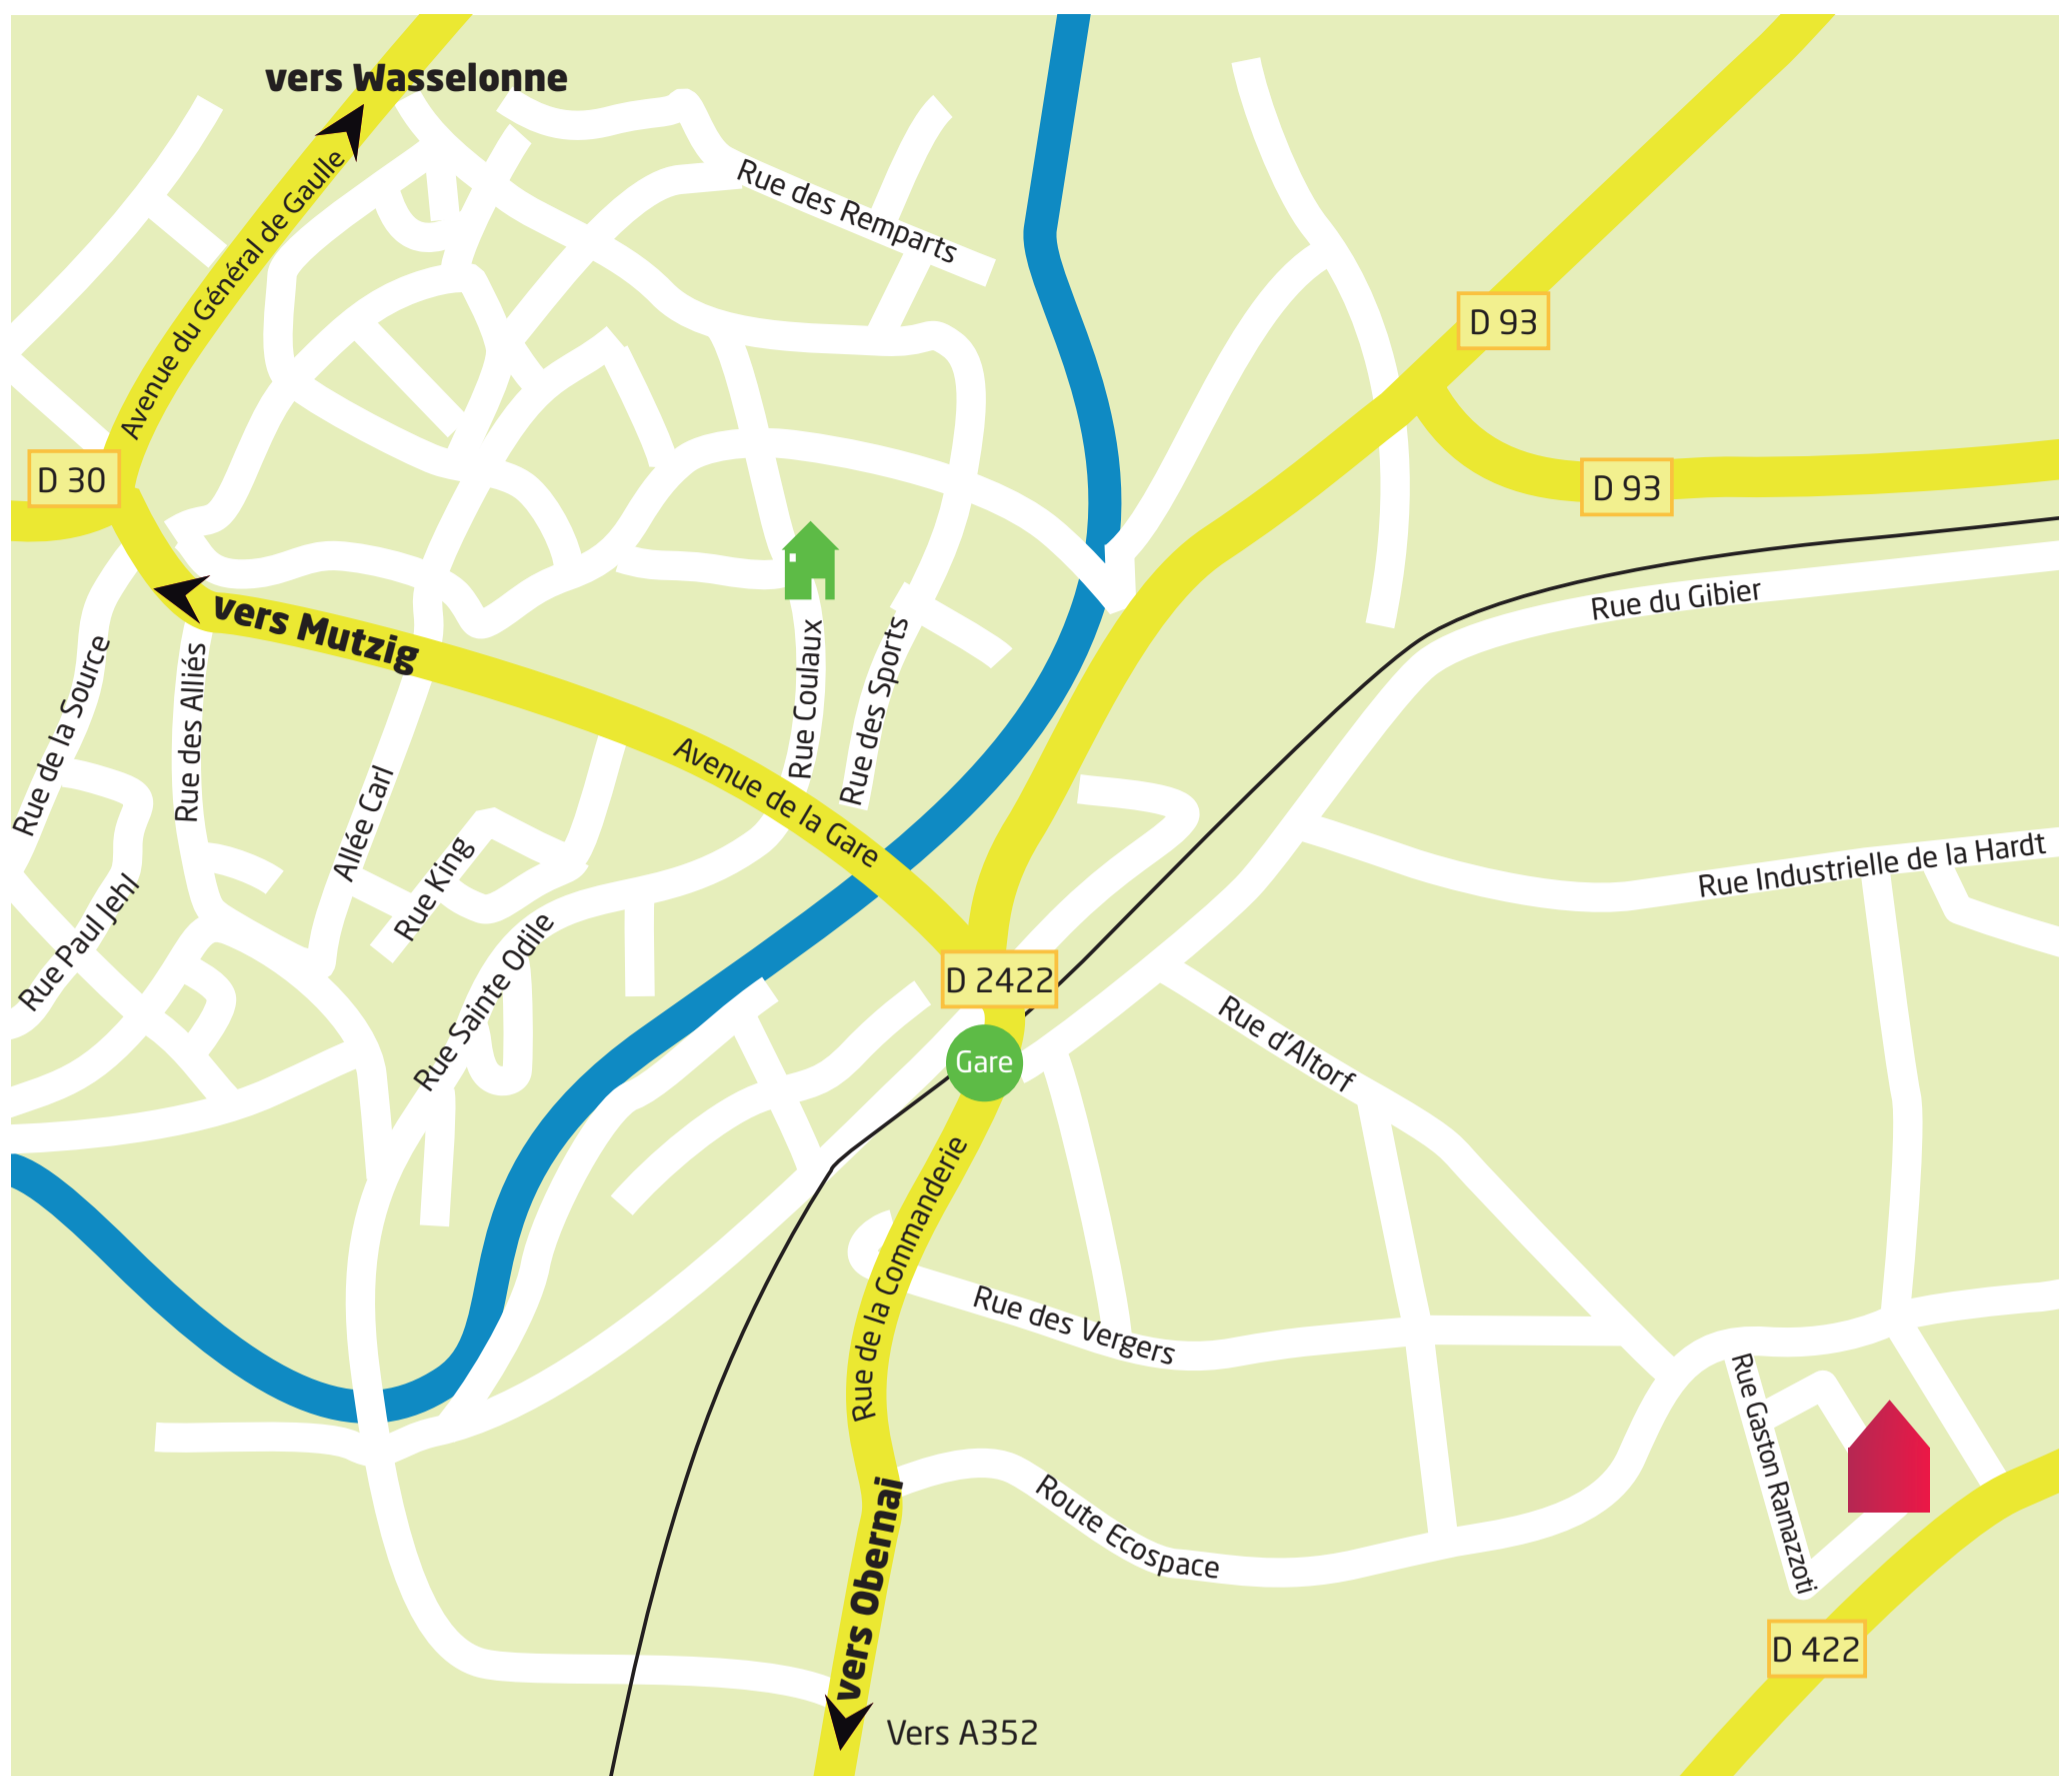 vers Wasselonne
Avenue du Général de Gaulle
Rue des Remparts
D 93
D 30
D 93
Rue du Gibier
vers Mutzig
Rue de la Source
Rue des Alliés
Rue Coulaux
Rue des Sports
Avenue de la Gare
Allée Carl
Rue King
Rue Industrielle de la Hardt
Rue Paul Jehl
Rue Sainte Odile
D 2422
Gare
Rue d'Altorf
Rue de la Commanderie
Rue des Vergers
Rue Gaston Ramazzoti
Route Ecospace
vers Obernai
D 422
Vers A352